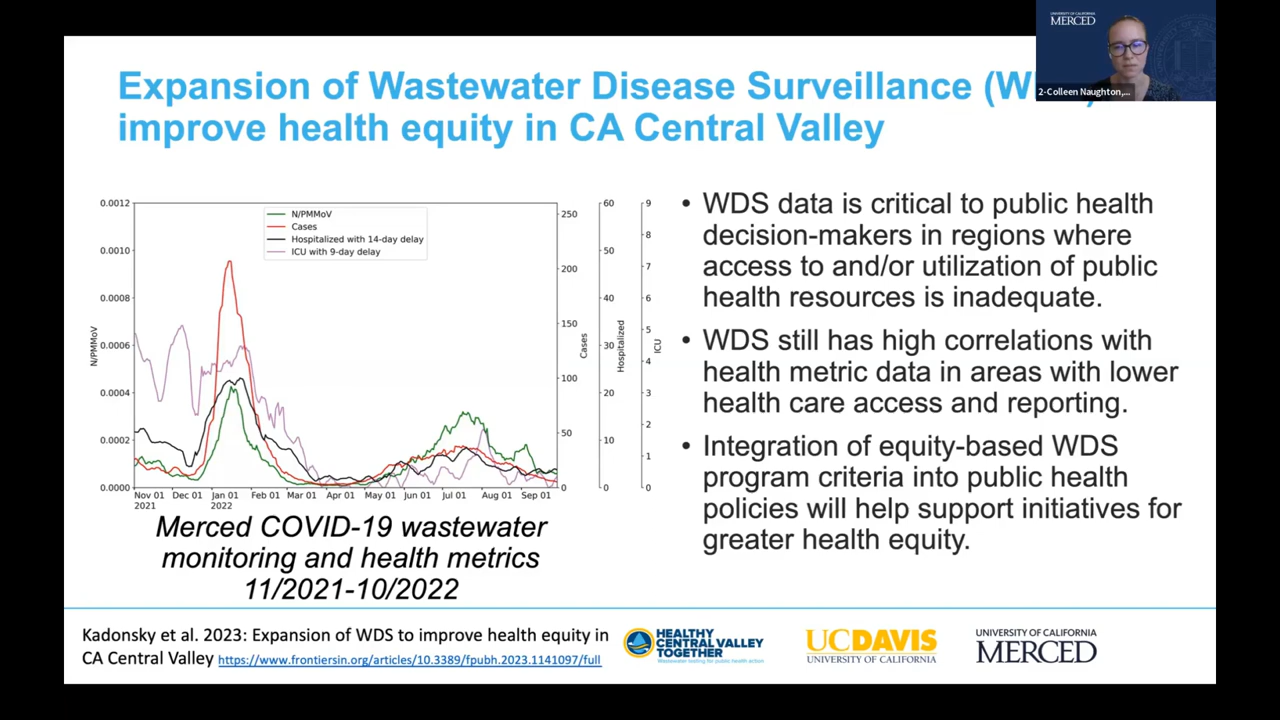 UNIVERSITY OF CALIFORNIA
MERCED
2-Colleen Naughton,...
Expansion of Wastewater Disease Surveillance
improve health equity in CA Central Valley
0.0012
0.0010
0.0008
0.0006
0.0004
0.0002
0.0000
N/PMMoV
N/PMMoV
Cases
Hospitalized with 14-day delay
ICU with 9-day delay
250
200
150
100
50
0
Cases
60
50
40
30
20
10
0
Hospitalized
9
8
7
6
5
4
3
2
1
0
ICU
Nov 01 Dec 01 Jan 01 Feb 01 Mar 01 Apr 01 May 01 Jun 01 Jul 01 Aug 01 Sep 01
2021 2022
Merced COVID-19 wastewater
monitoring and health metrics
11/2021-10/2022
• WDS data is critical to public health
decision-makers in regions where
access to and/or utilization of public
health resources is inadequate.
• WDS still has high correlations with
health metric data in areas with lower
health care access and reporting.
• Integration of equity-based WDS
program criteria into public health
policies will help support initiatives for
greater health equity.
Kadonsky et al. 2023: Expansion of WDS to improve health equity in
CA Central Valley https://www.frontiersin.org/articles/10.3389/fpubh.2023.1141097/full
HEALTHY
CENTRAL VALLEY
TOGETHER
Wastewater testing for public health action
UCDAVIS
UNIVERSITY OF CALIFORNIA
UNIVERSITY OF CALIFORNIA
MERCED